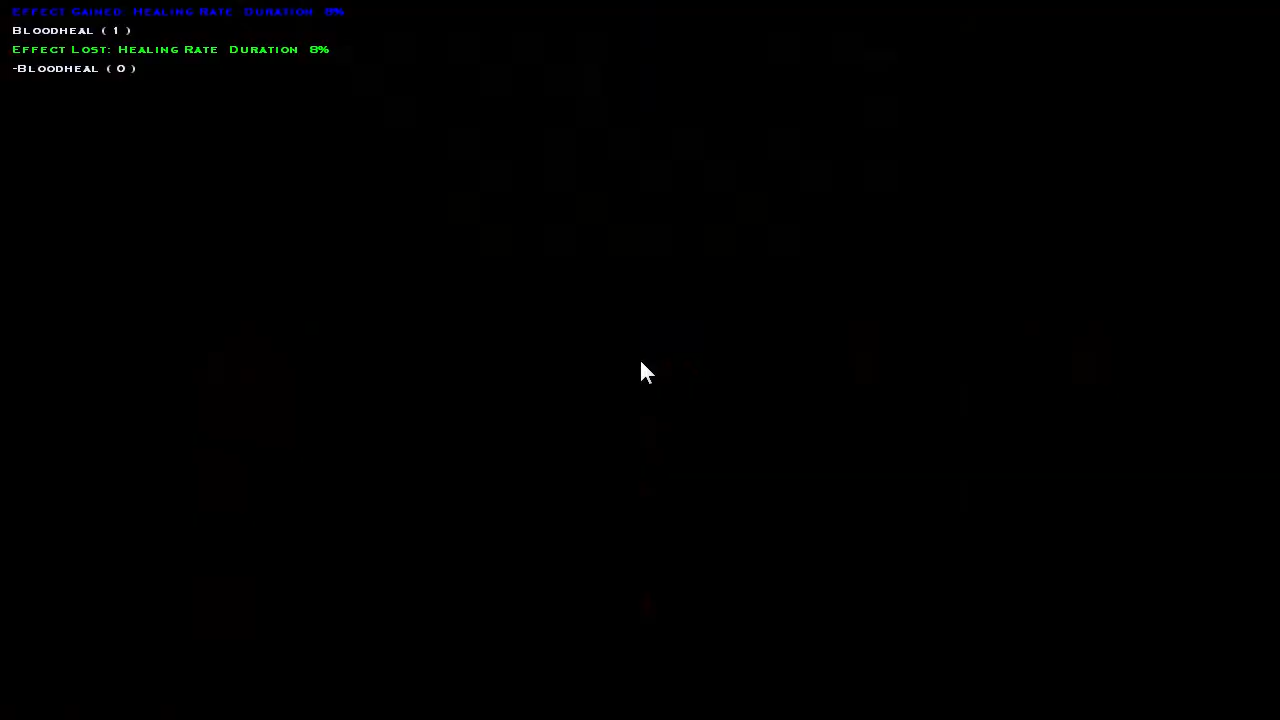 Effect Gained Healing Rate Duration 8%
Bloodheal ( 1 )
Effect Lost: Healing Rate Duration 8%
-Bloodheal ( 0 )